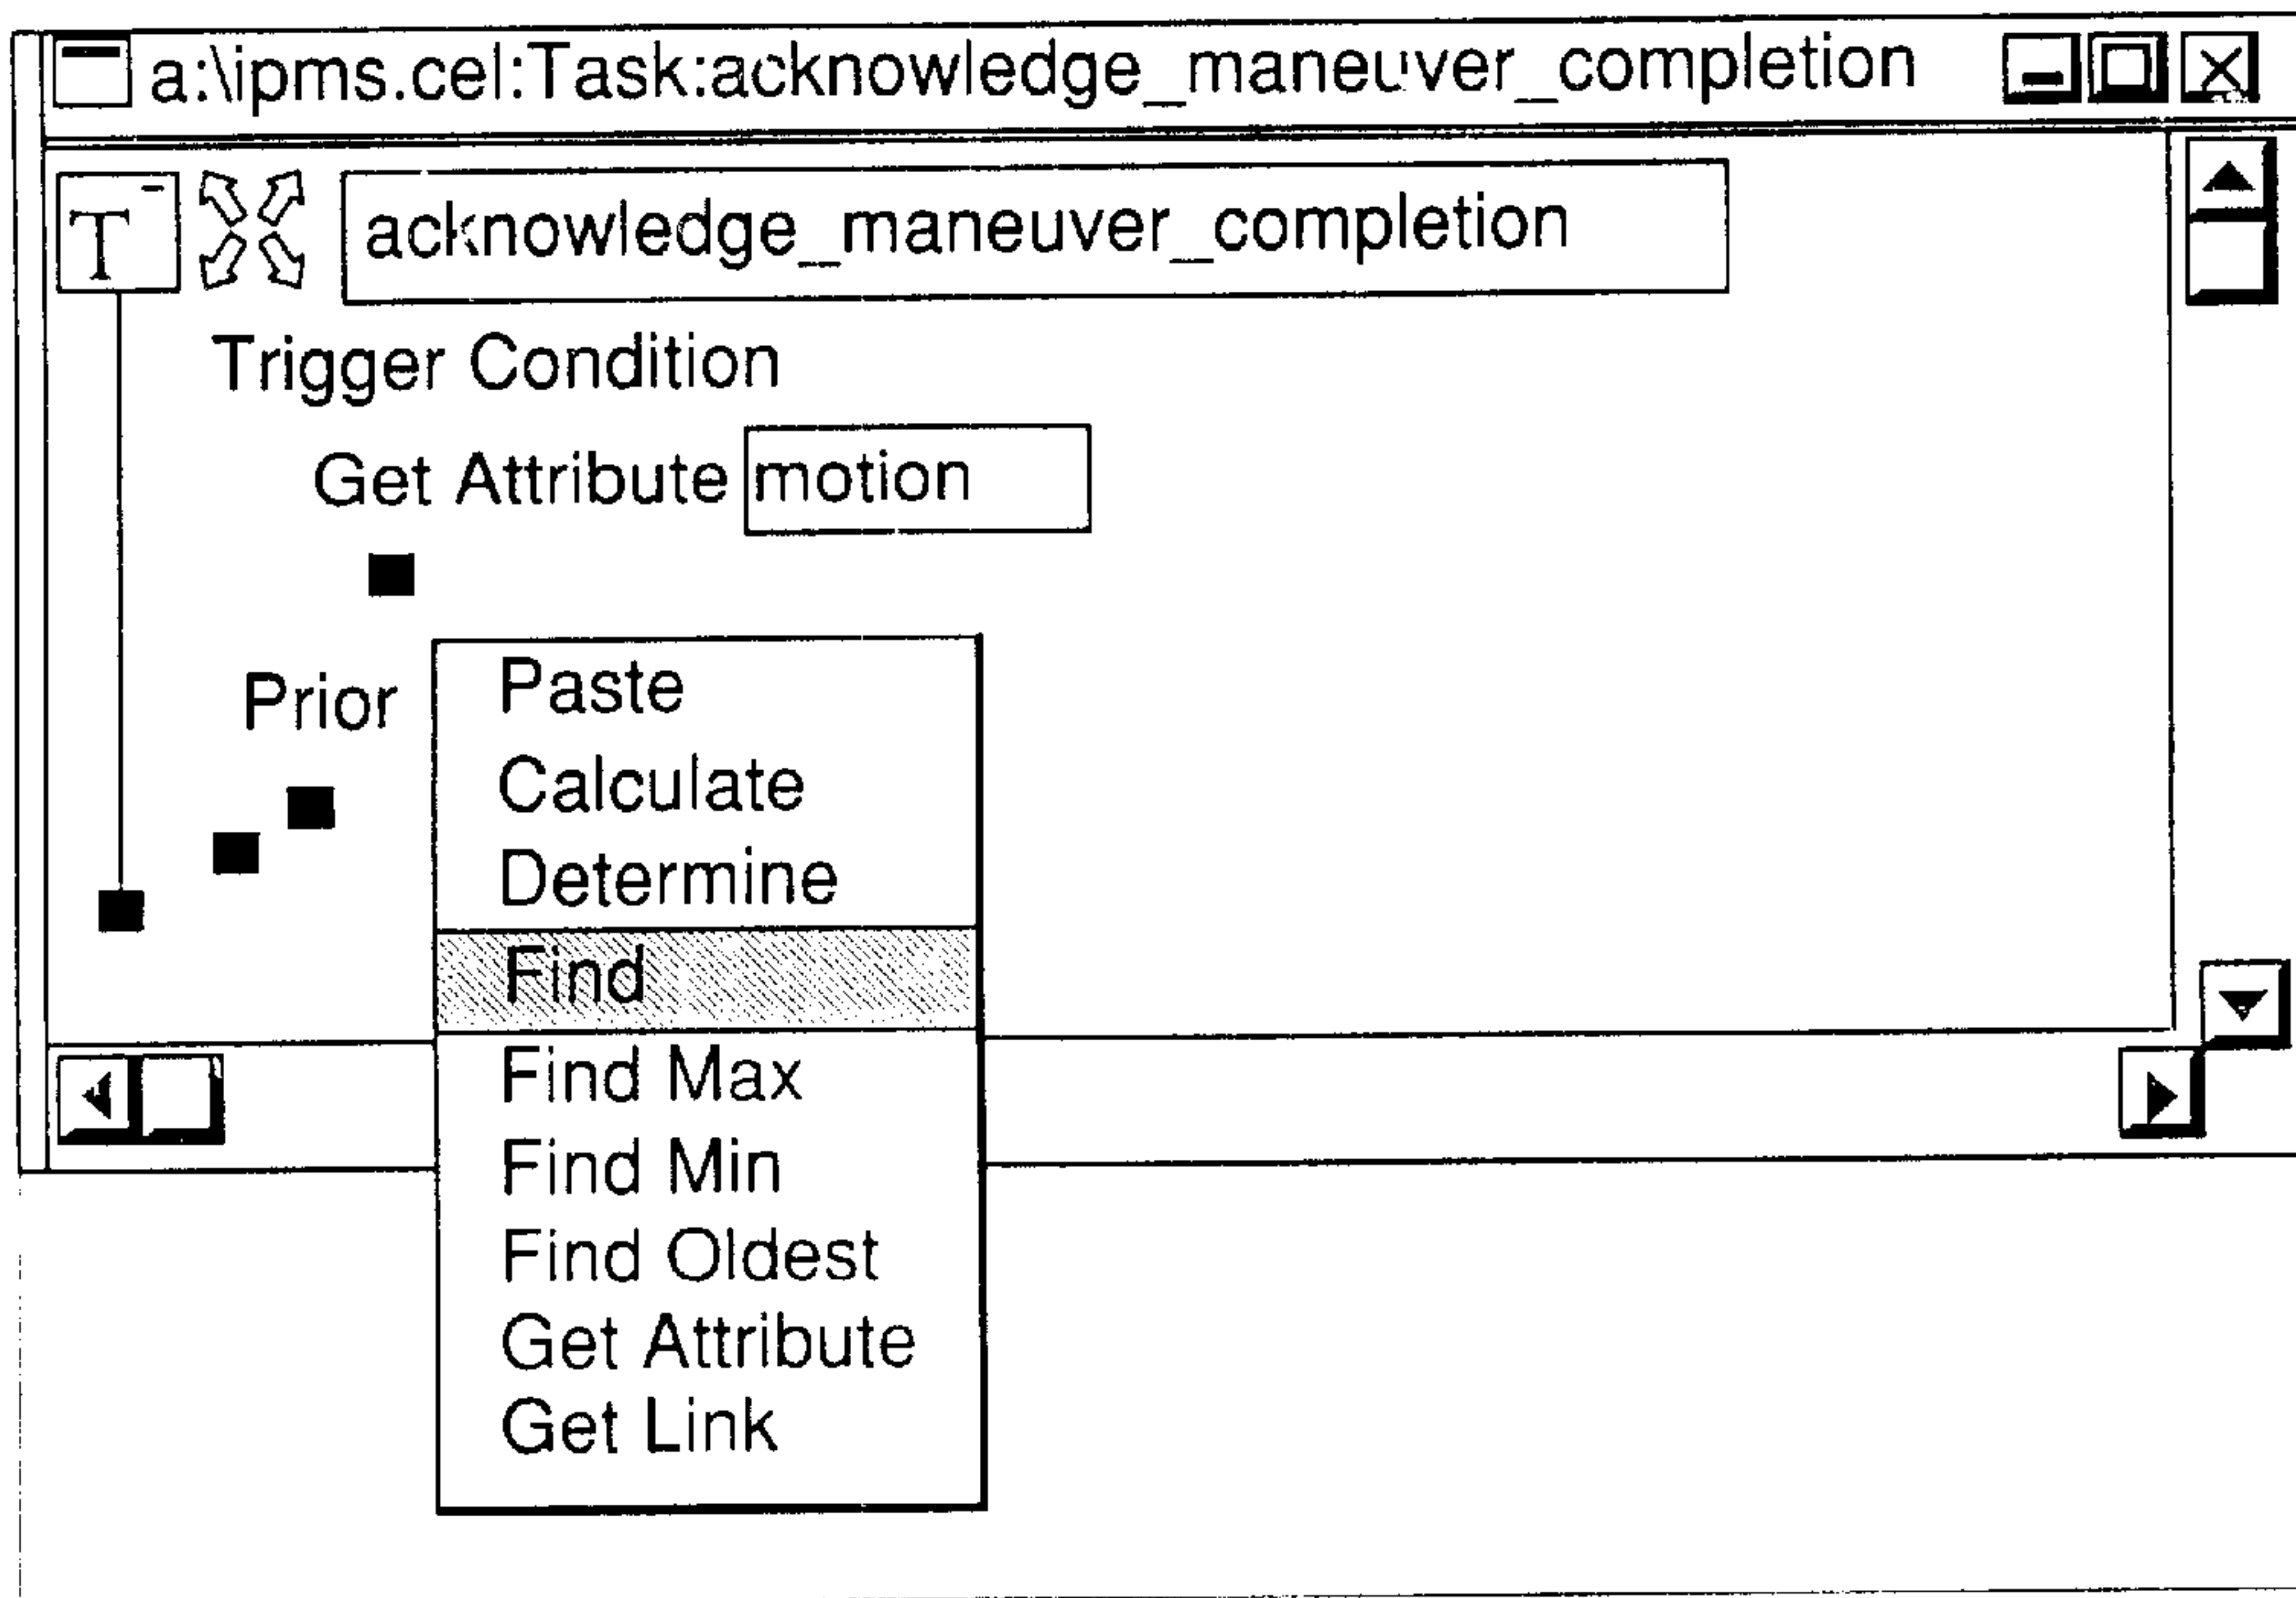 a:\ipms.cel:Task:acknowledge_maneuver_completion
T
acknowledge_maneuver_completion
Trigger Condition
Get Attribute motion
Prior
Paste
Calculate
Determine
Find
Find Max
Find Min
Find Oldest
Get Attribute
Get Link